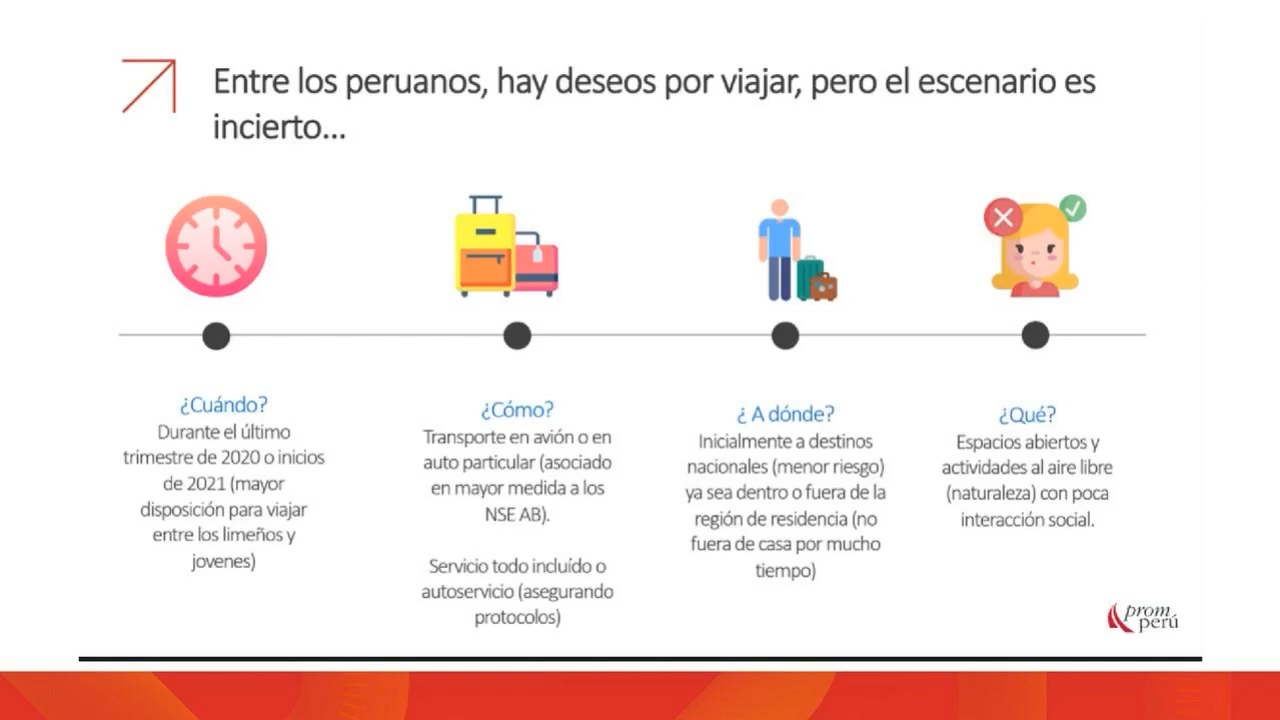 Entre los peruanos, hay deseos por viajar, pero el escenario es
incierto...
¿Cuándo?
Durante el último
trimestre de 2020 o inicios
de 2021 (mayor
disposición para viajar
entre los limeños y
jovenes)
¿Cómo?
Transporte en avión o en
auto particular (asociado
en mayor medida a los
NSE AB).
Servicio todo incluído o
autoservicio (asegurando
protocolos)
¿ A dónde?
Inicialmente a destinos
nacionales (menor riesgo)
ya sea dentro o fuera de la
región de residencia (no
fuera de casa por mucho
tiempo)
¿Qué?
Espacios abiertos y
actividades al aire libre
(naturaleza) con poca
interacción social.
prom
perú